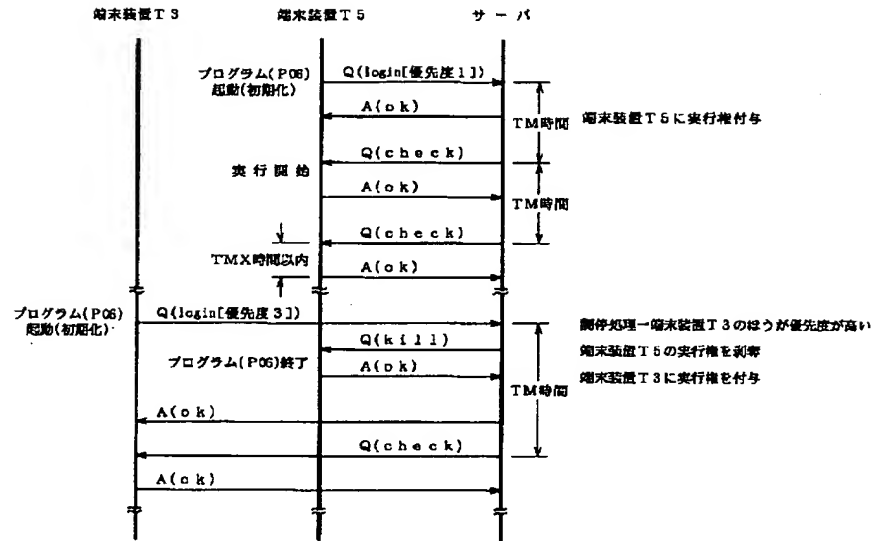 端末装置T3 端末装置T5 サーバ
プログラム(P06) Q(login[優先度1])
起動(初期化)
A(ok) TM時間 端末装置T5に実行権付与
Q(check)
実行開始
A(ok) TM時間
Q(check)
TMX時間以内
A(ok)
プログラム(P06) Q(login[優先度3]) 調停処理ー端末装置T3のほうが優先度が高い
起動(初期化)
Q(kill) 端末装置T5の実行権を剥奪
プログラム(P06)終了 A(ok) 端末装置T3に実行権を付与
TM時間
A(ok)
Q(check)
A(ok)